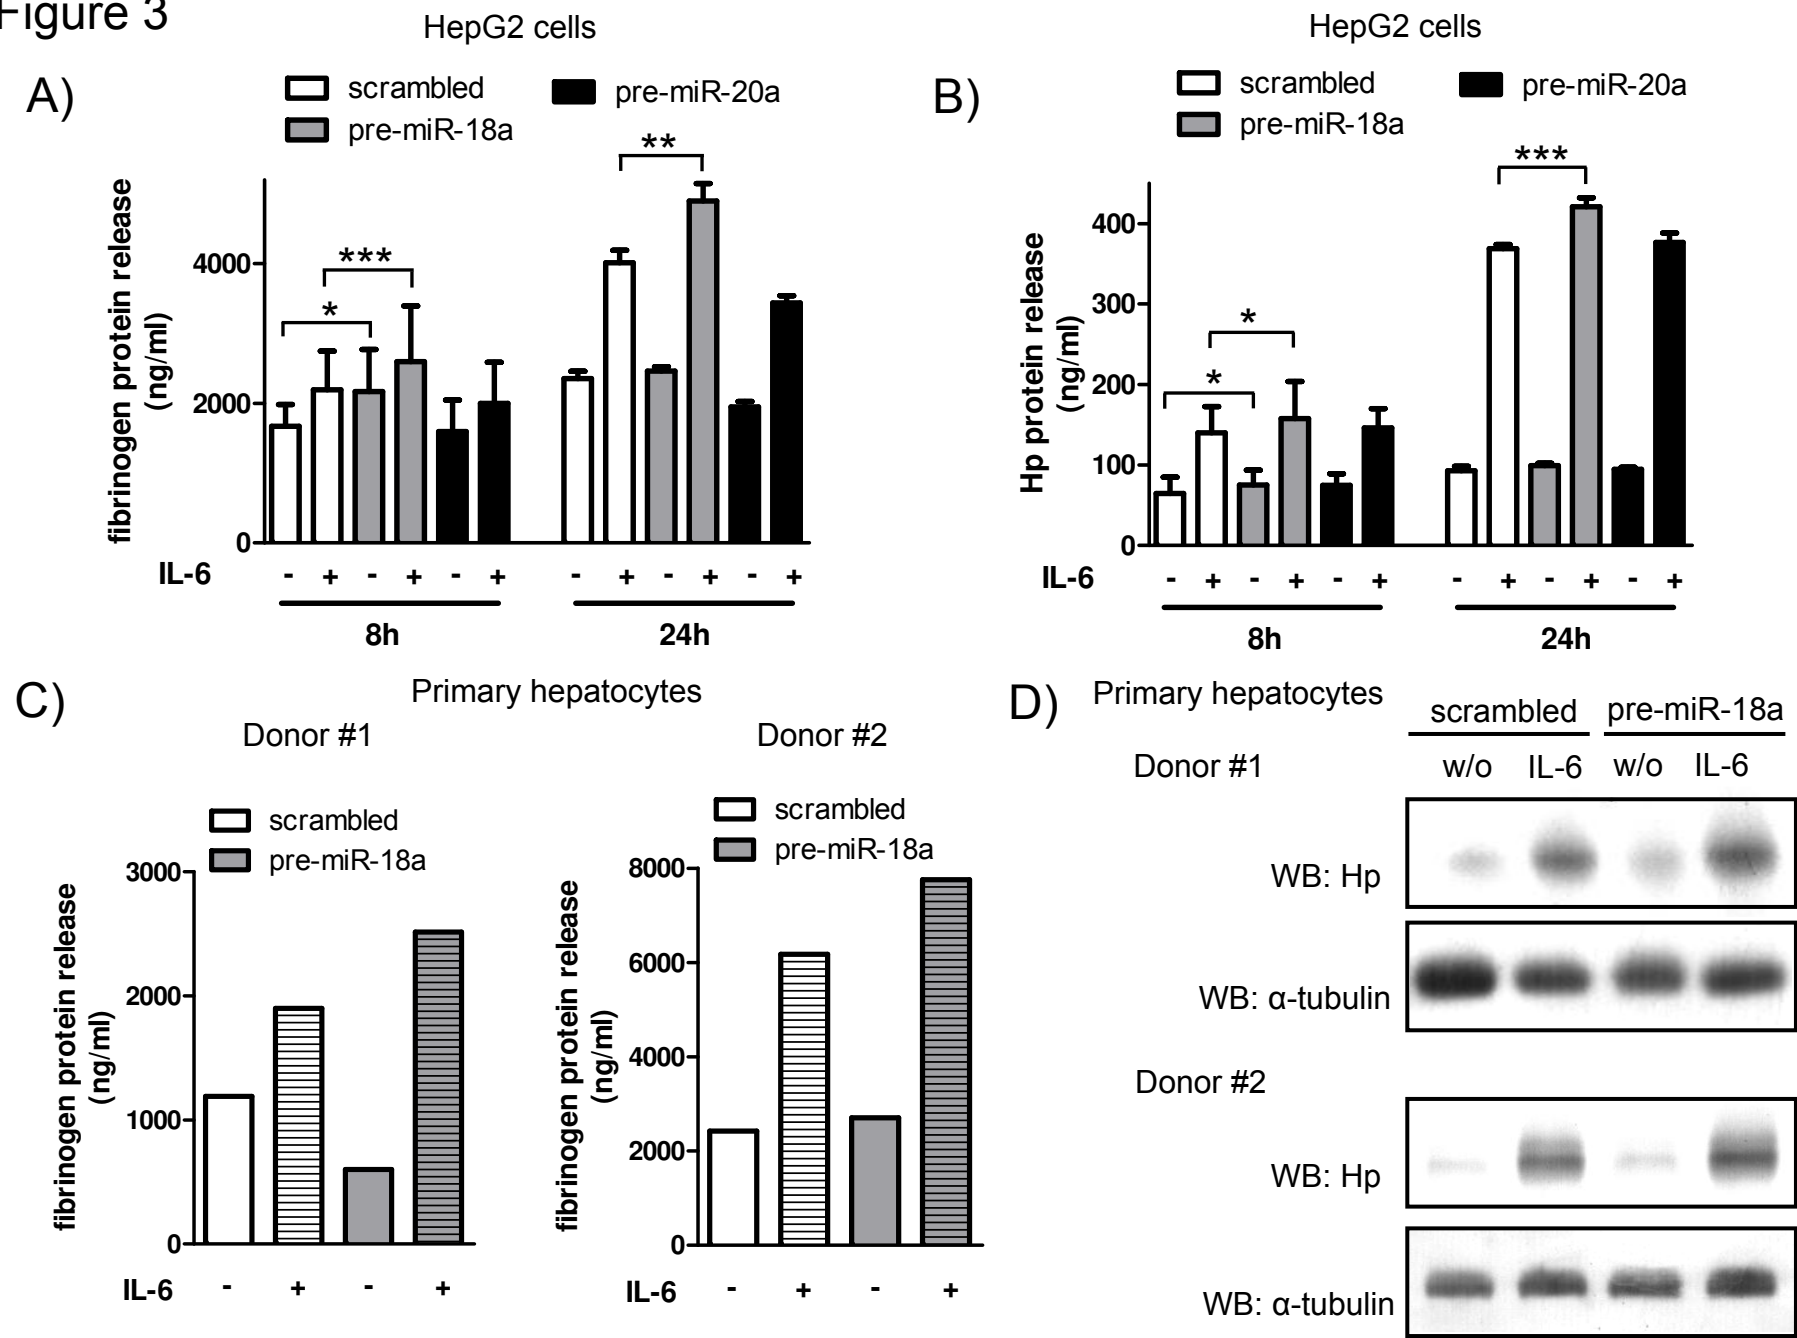 Figure 3
HepG2 cells
A)
scrambled
pre-miR-18a
pre-miR-20a
fibrinogen protein release
(ng/ml)
4000
2000
0
*
***
**
IL-6 - + - + - + - + - + - +
8h 24h
HepG2 cells
B)
scrambled
pre-miR-18a
pre-miR-20a
Hp protein release
(ng/ml)
400
300
200
100
0
*
*
***
IL-6 - + - + - + - + - + - +
8h 24h
C)
Primary hepatocytes
Donor #1
scrambled
pre-miR-18a
fibrinogen protein release
(ng/ml)
3000
2000
1000
0
IL-6 - + - +
Donor #2
scrambled
pre-miR-18a
fibrinogen protein release
(ng/ml)
8000
6000
4000
2000
0
IL-6 - + - +
D)
Primary hepatocytes
scrambled pre-miR-18a
Donor #1
w/o IL-6 w/o IL-6
WB: Hp
WB: α-tubulin
Donor #2
WB: Hp
WB: α-tubulin